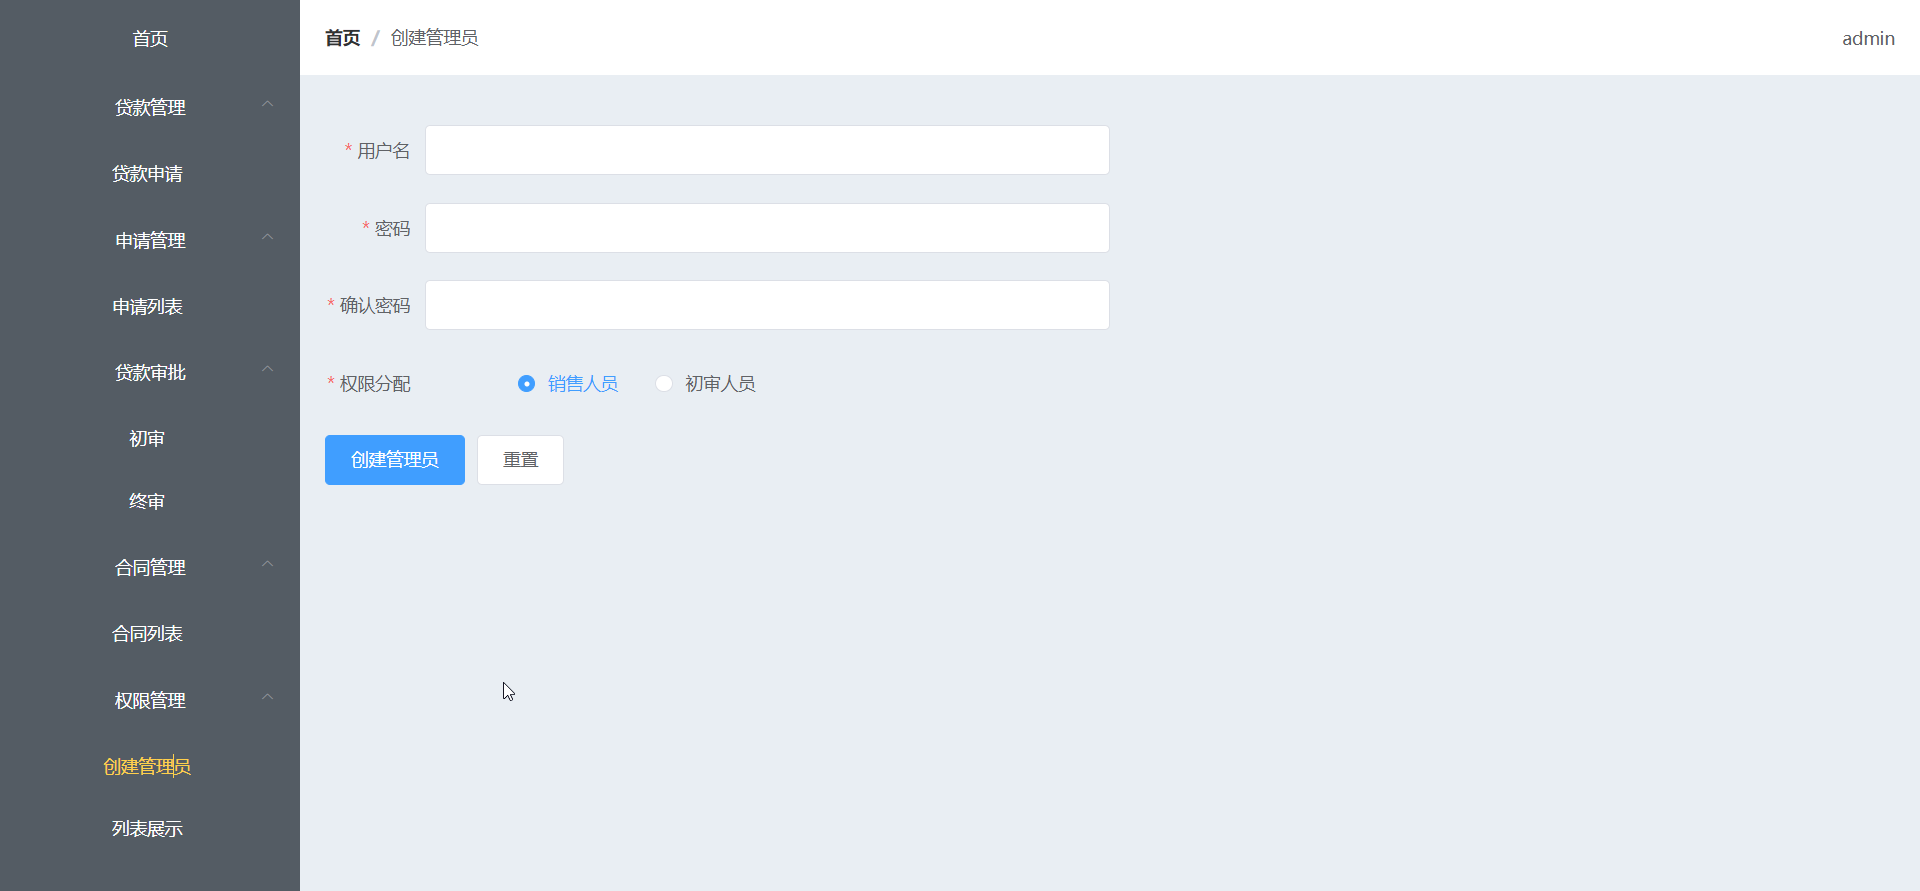 首页
贷款管理
贷款申请
申请管理
申请列表
贷款审批
初审
终审
合同管理
合同列表
权限管理
创建管理员
列表展示
首页 / 创建管理员
admin
* 用户名
* 密码
* 确认密码
* 权限分配 销售人员 初审人员
创建管理员 重置